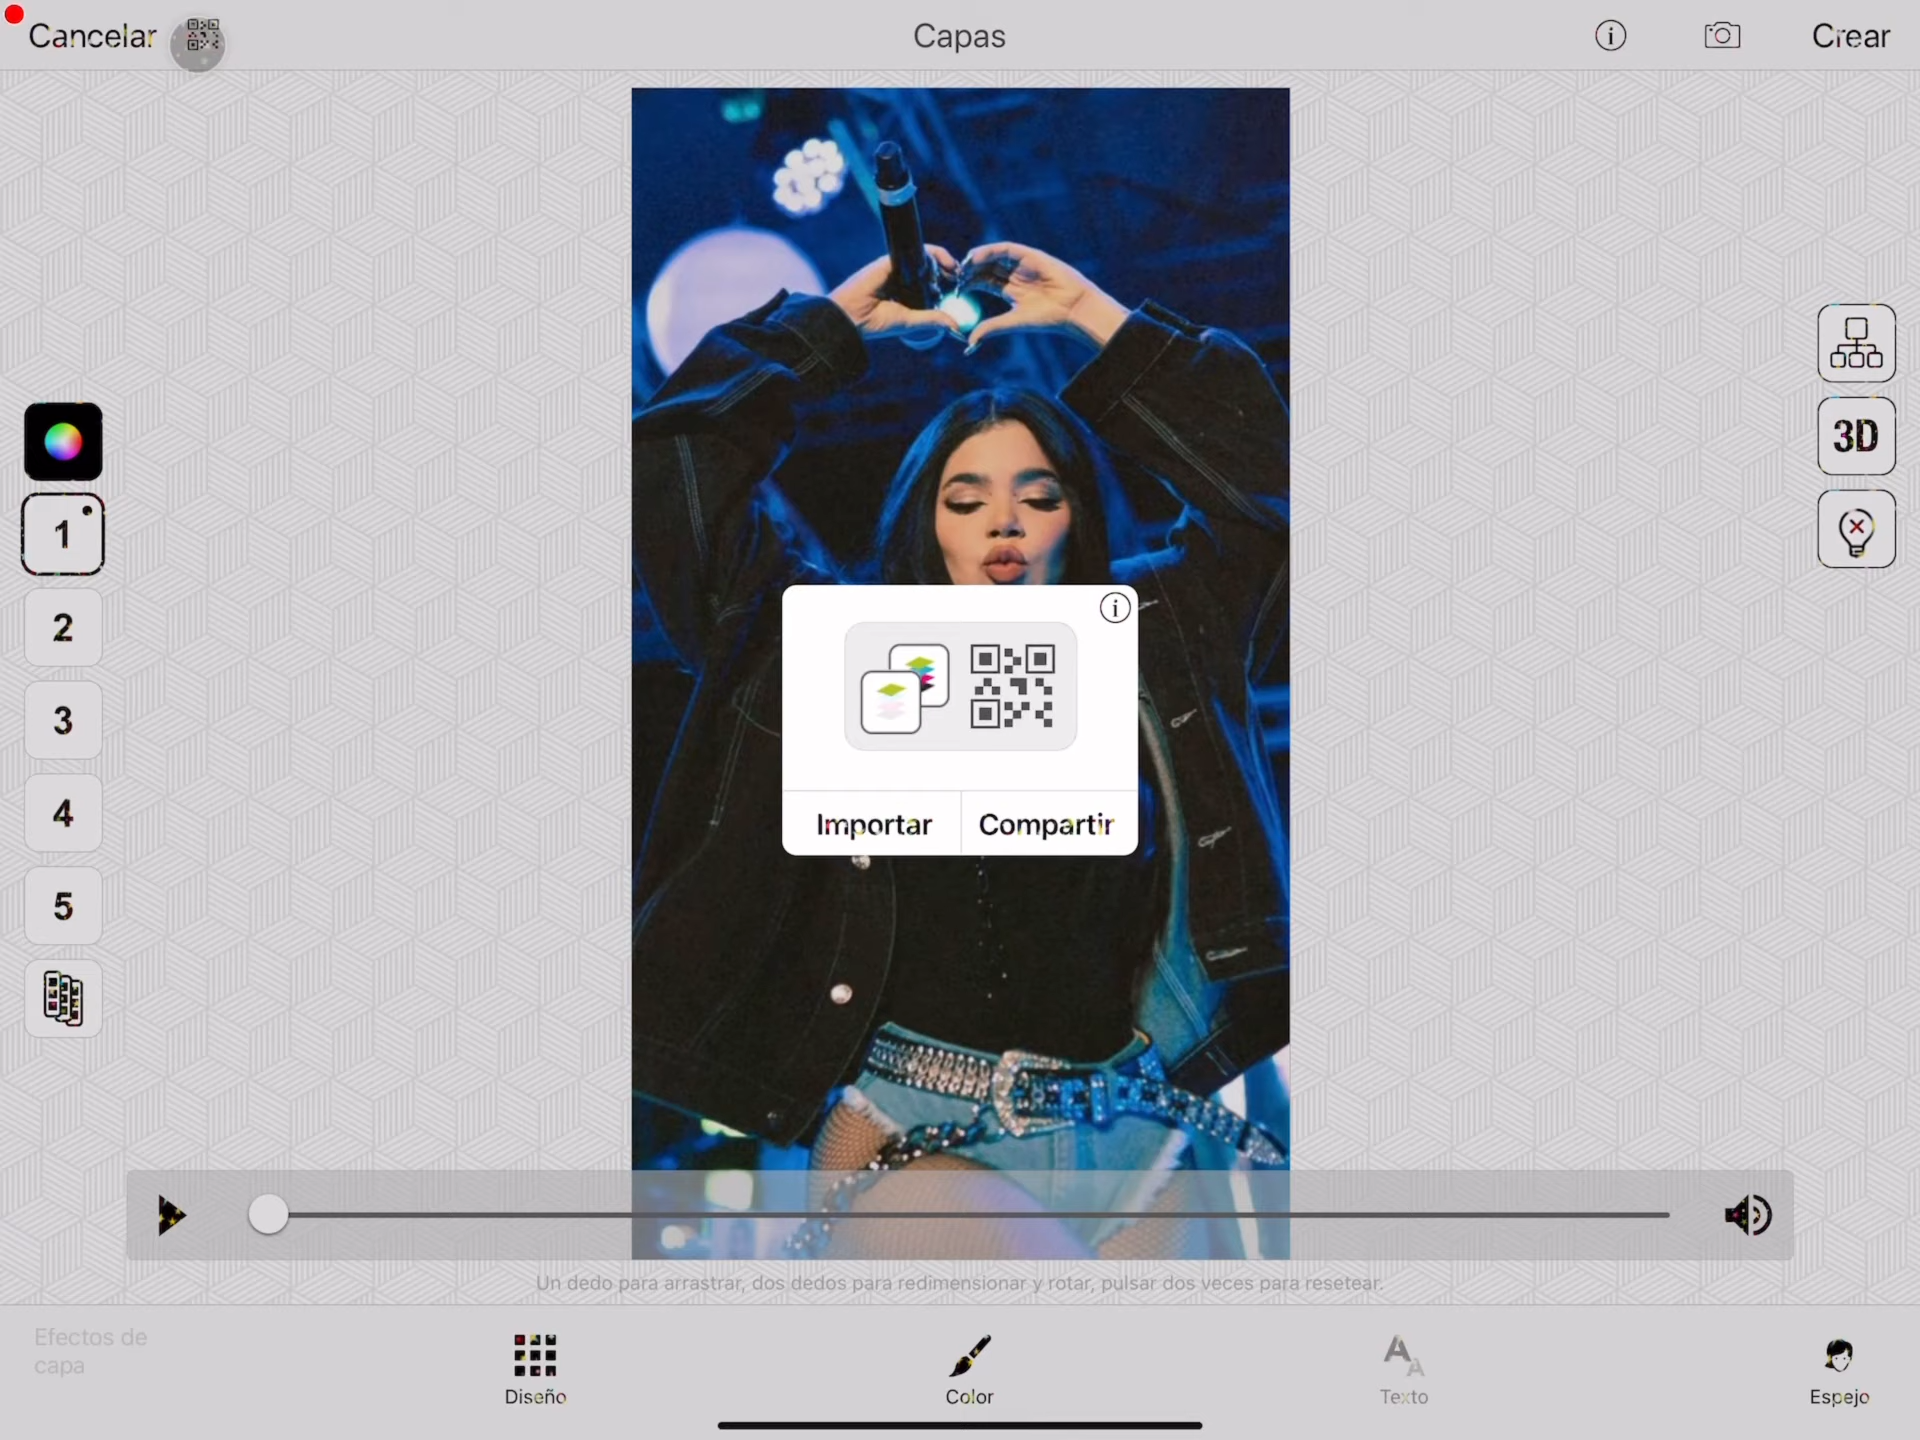 Cancelar
Capas
Crear
3D
1
2
3
4
5
Importar
Compartir
Un dedo para arrastrar, dos dedos para redimensionar y rotar, pulsar dos veces para resetear.
Efectos de
capa
Diseño
Color
Texto
Espejo